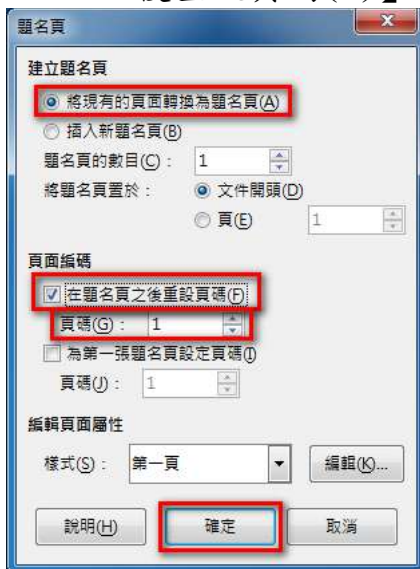 題名頁
建立題名頁
將現有的頁面轉換為題名頁(A)
插入新題名頁(B)
題名頁的數目(C)： 1
將題名頁置於： 文件開頭(D)
頁(E) 1
頁面編碼
在題名頁之後重設頁碼(F)
頁碼(G)： 1
為第一張題名頁設定頁碼(I)
頁碼(J)： 1
編輯頁面屬性
樣式(S)： 第一頁 編輯(K)...
說明(H) 確定 取消